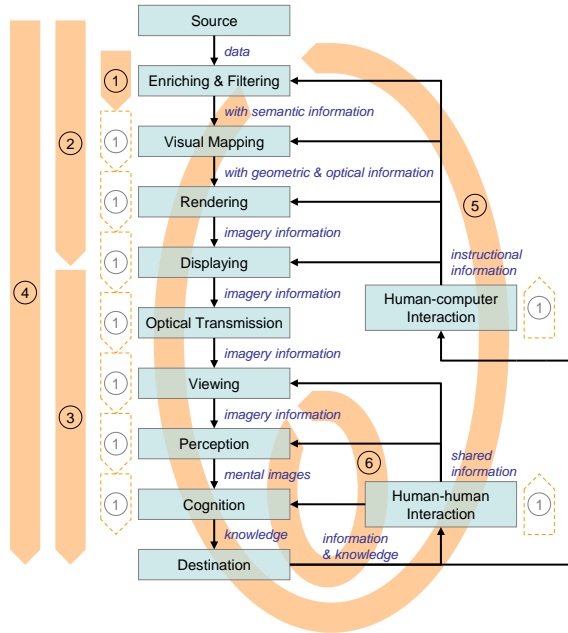 Source
data
1
Enriching & Filtering
with semantic information
1
Visual Mapping
2
with geometric & optical information
1
Rendering
5
imagery information
1
Displaying
instructional
information
imagery information
4
1
Optical Transmission
Human-computer
Interaction
1
imagery information
1
Viewing
imagery information
3
1
Perception
6
shared
information
mental images
1
Cognition
Human-human
Interaction
1
knowledge
information
& knowledge
Destination